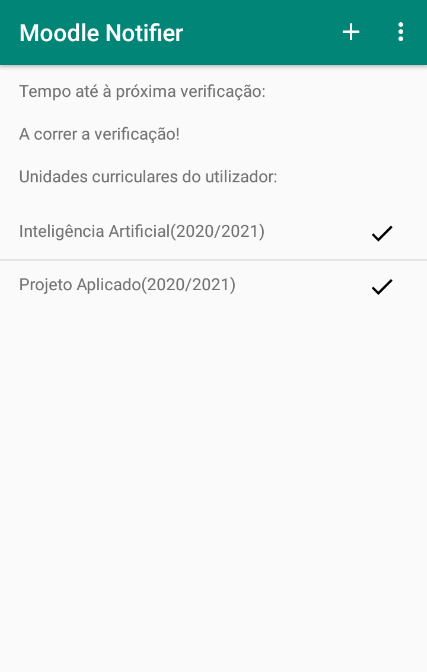 Moodle Notifier
Tempo até à próxima verificação:
A correr a verificação!
Unidades curriculares do utilizador:
Inteligência Artificial(2020/2021)
Projeto Aplicado(2020/2021)